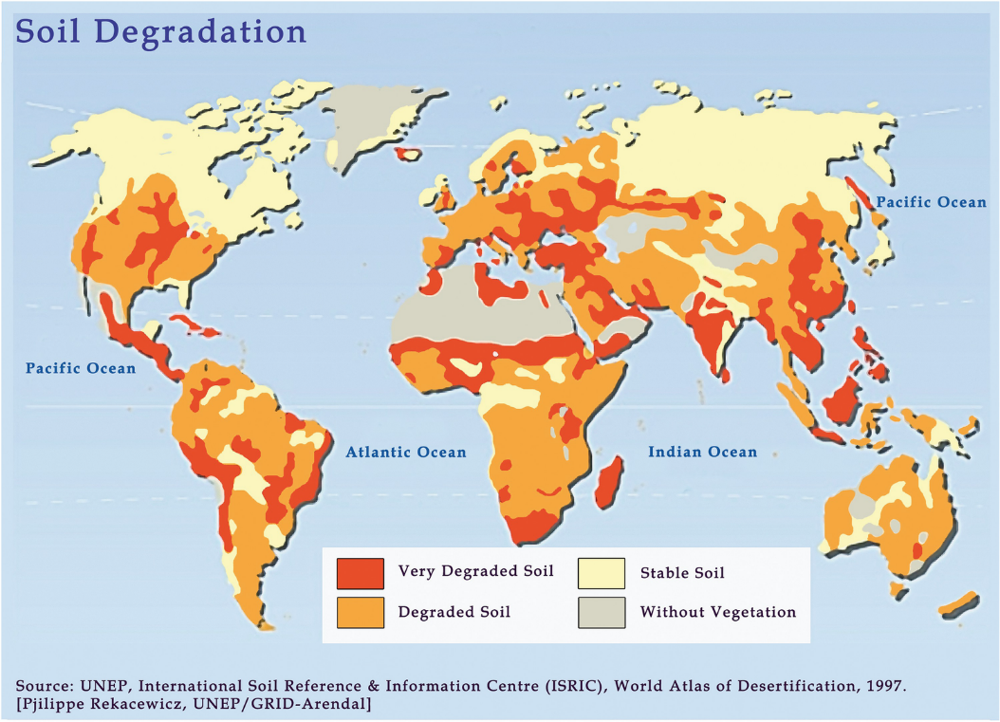 Soil Degradation
Pacific Ocean
Pacific Ocean
Atlantic Ocean
Indian Ocean
Very Degraded Soil
Stable Soil
Degraded Soil
Without Vegetation
Source: UNEP, International Soil Reference & Information Centre (ISRIC), World Atlas of Desertification, 1997.
[Pjilippe Rekacewicz, UNEP/GRID-Arendal]